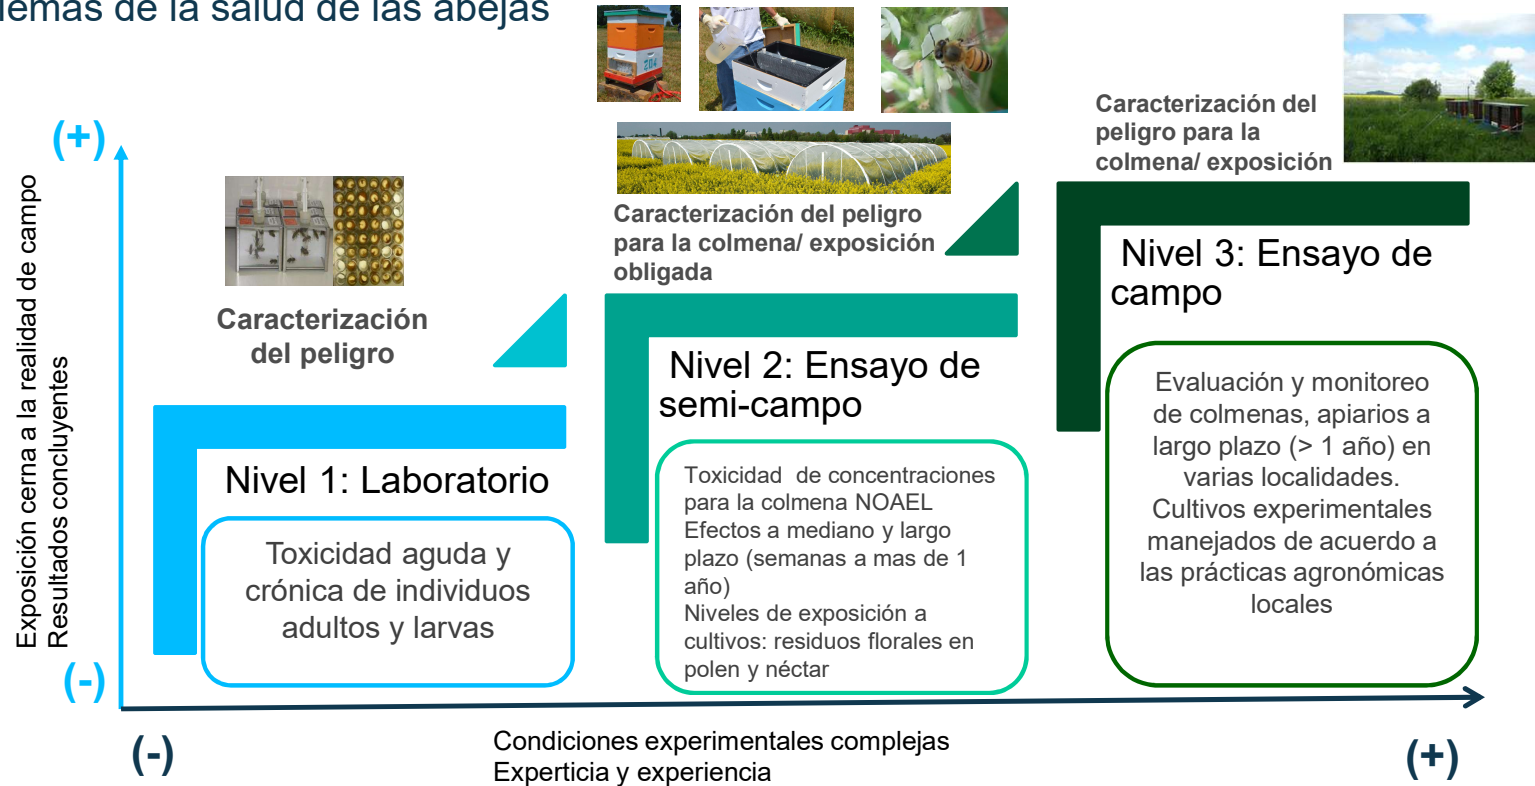 emas de la salud de las abejas
(+)
Exposición cerna a la realidad de campo
Resultados concluyentes
(-)
Caracterización
del peligro
Nivel 1: Laboratorio
Toxicidad aguda y
crónica de individuos
adultos y larvas
Caracterización del peligro
para la colmena/ exposición
obligada
Nivel 2: Ensayo de
semi-campo
Toxicidad de concentraciones
para la colmena NOAEL
Efectos a mediano y largo
plazo (semanas a mas de 1
año)
Niveles de exposición a
cultivos: residuos florales en
polen y néctar
Caracterización del
peligro para la
colmena/ exposición
Nivel 3: Ensayo de
campo
Evaluación y monitoreo
de colmenas, apiarios a
largo plazo (> 1 año) en
varias localidades.
Cultivos experimentales
manejados de acuerdo a
las prácticas agronómicas
locales
(-)
Condiciones experimentales complejas
Experticia y experiencia
(+)